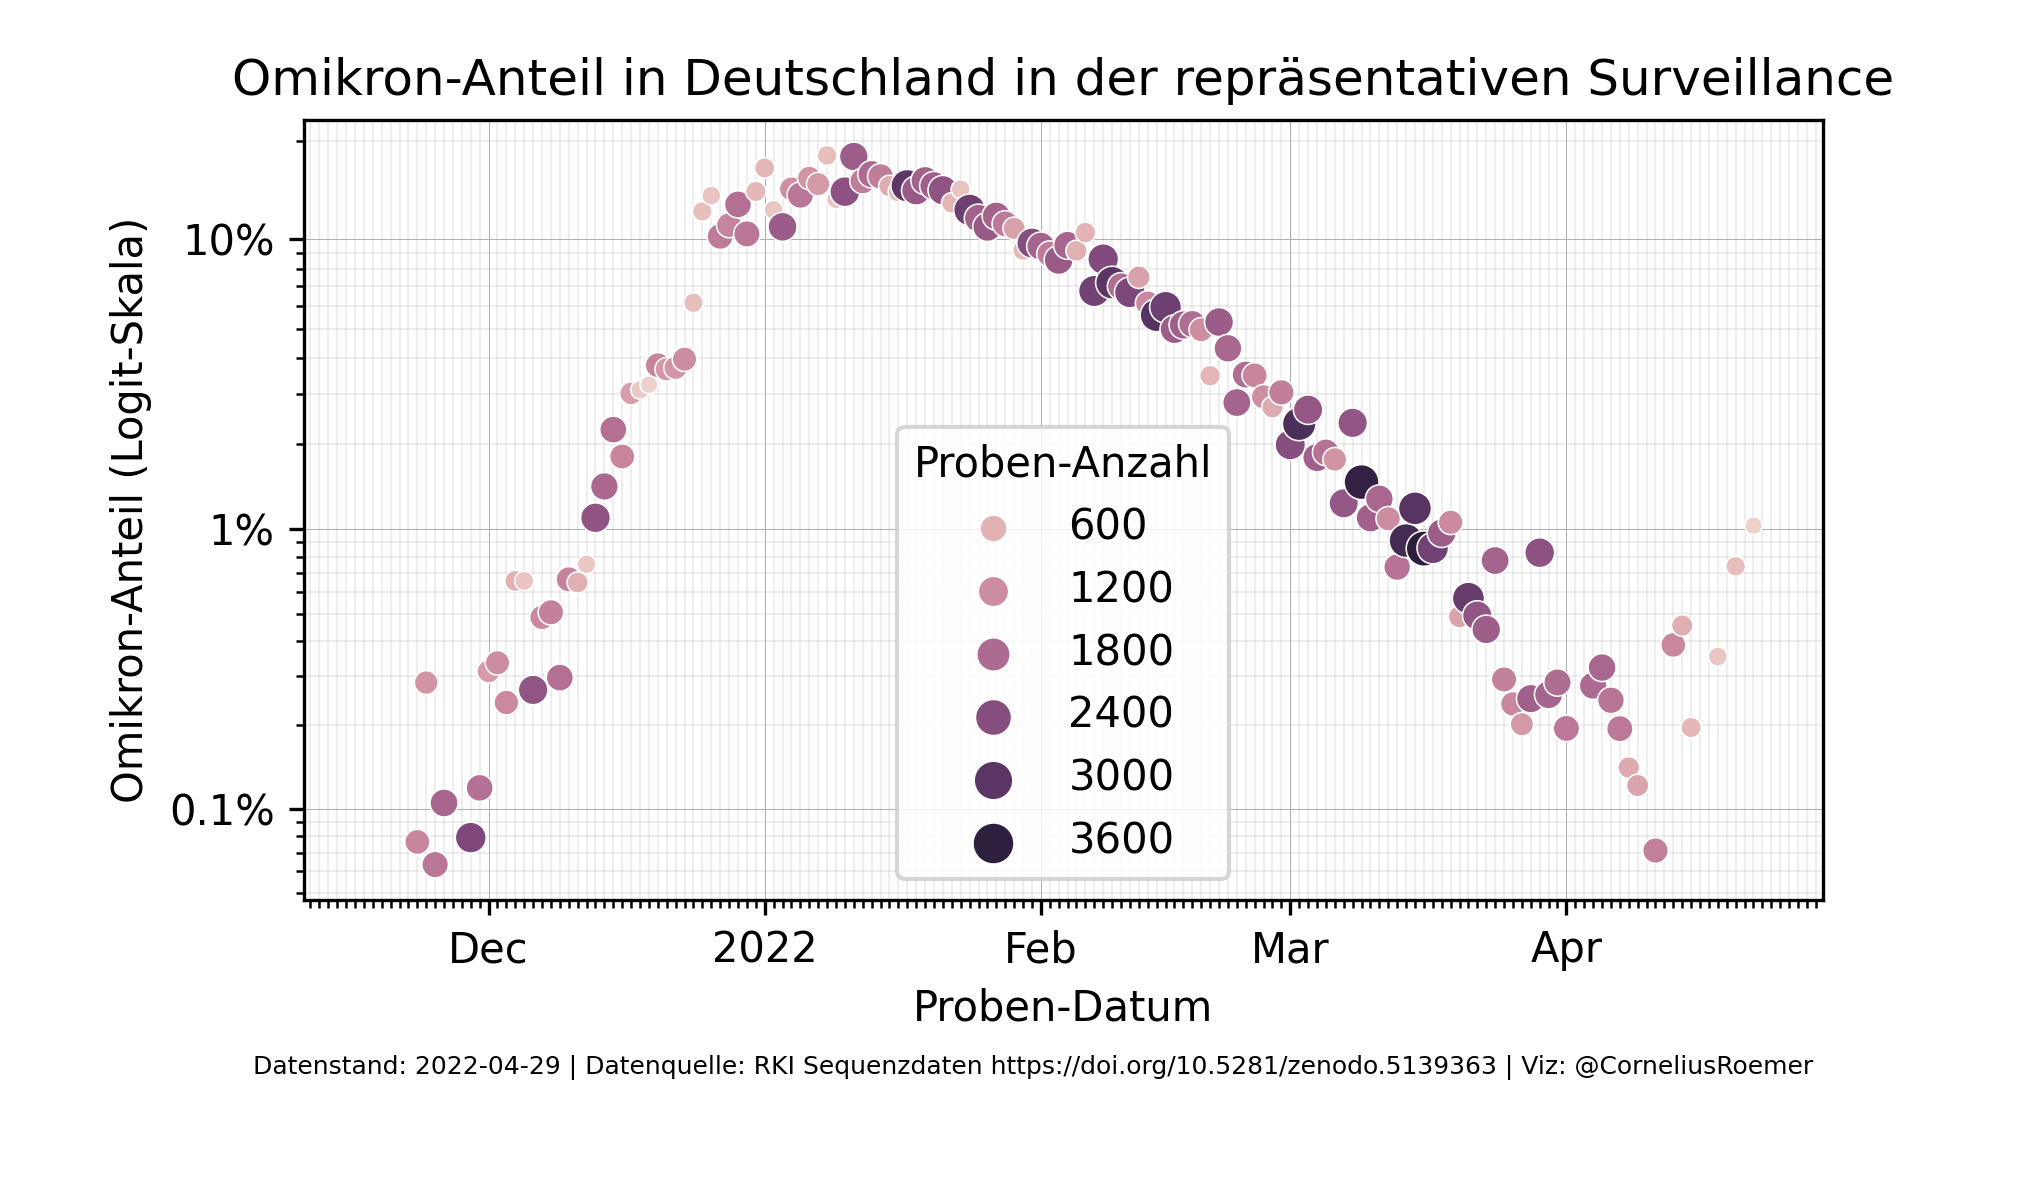 Omikron-Anteil in Deutschland in der repräsentativen Surveillance
Omikron-Anteil (Logit-Skala)
10%
1%
0.1%
Proben-Anzahl
600
1200
1800
2400
3000
3600
Dec 2022 Feb Mar Apr
Proben-Datum
Datenstand: 2022-04-29 | Datenquelle: RKI Sequenzdaten https://doi.org/10.5281/zenodo.5139363 | Viz: @CorneliusRoemer